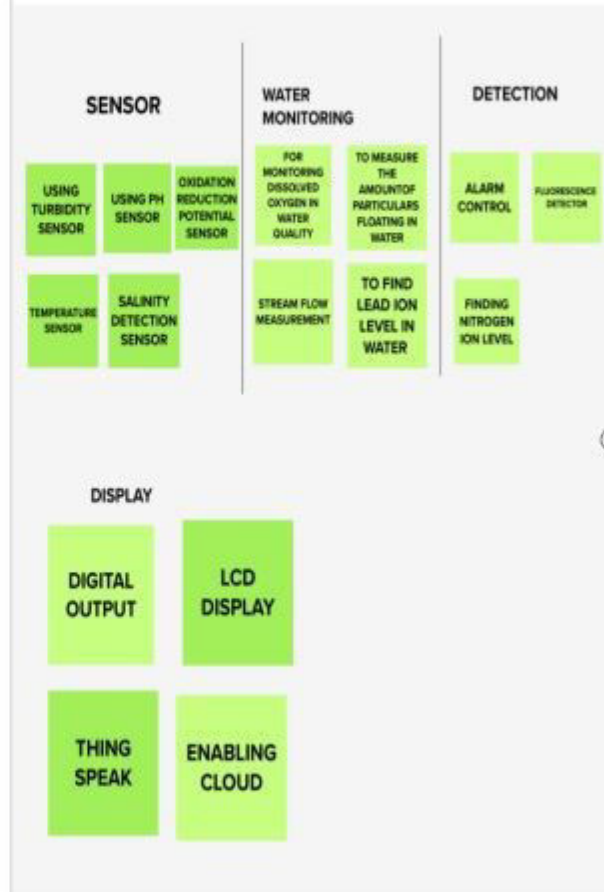 SENSOR
USING
TURBIDITY
SENSOR
USING PH
SENSOR
OXIDATION
REDUCTION
POTENTIAL
SENSOR
TEMPERATURE
SENSOR
SALINITY
DETECTION
SENSOR
WATER
MONITORING
FOR
MONITORING
DISSOLVED
OXYGEN IN
WATER
QUALITY
TO MEASURE
THE
AMOUNTOF
PARTICULARS
FLOATING IN
WATER
STREAM FLOW
MEASUREMENT
TO FIND
LEAD ION
LEVEL IN
WATER
DETECTION
ALARM
CONTROL
FLUORESCENCE
DETECTOR
FINDING
NITROGEN
ION LEVEL
DISPLAY
DIGITAL
OUTPUT
LCD
DISPLAY
THING
SPEAK
ENABLING
CLOUD